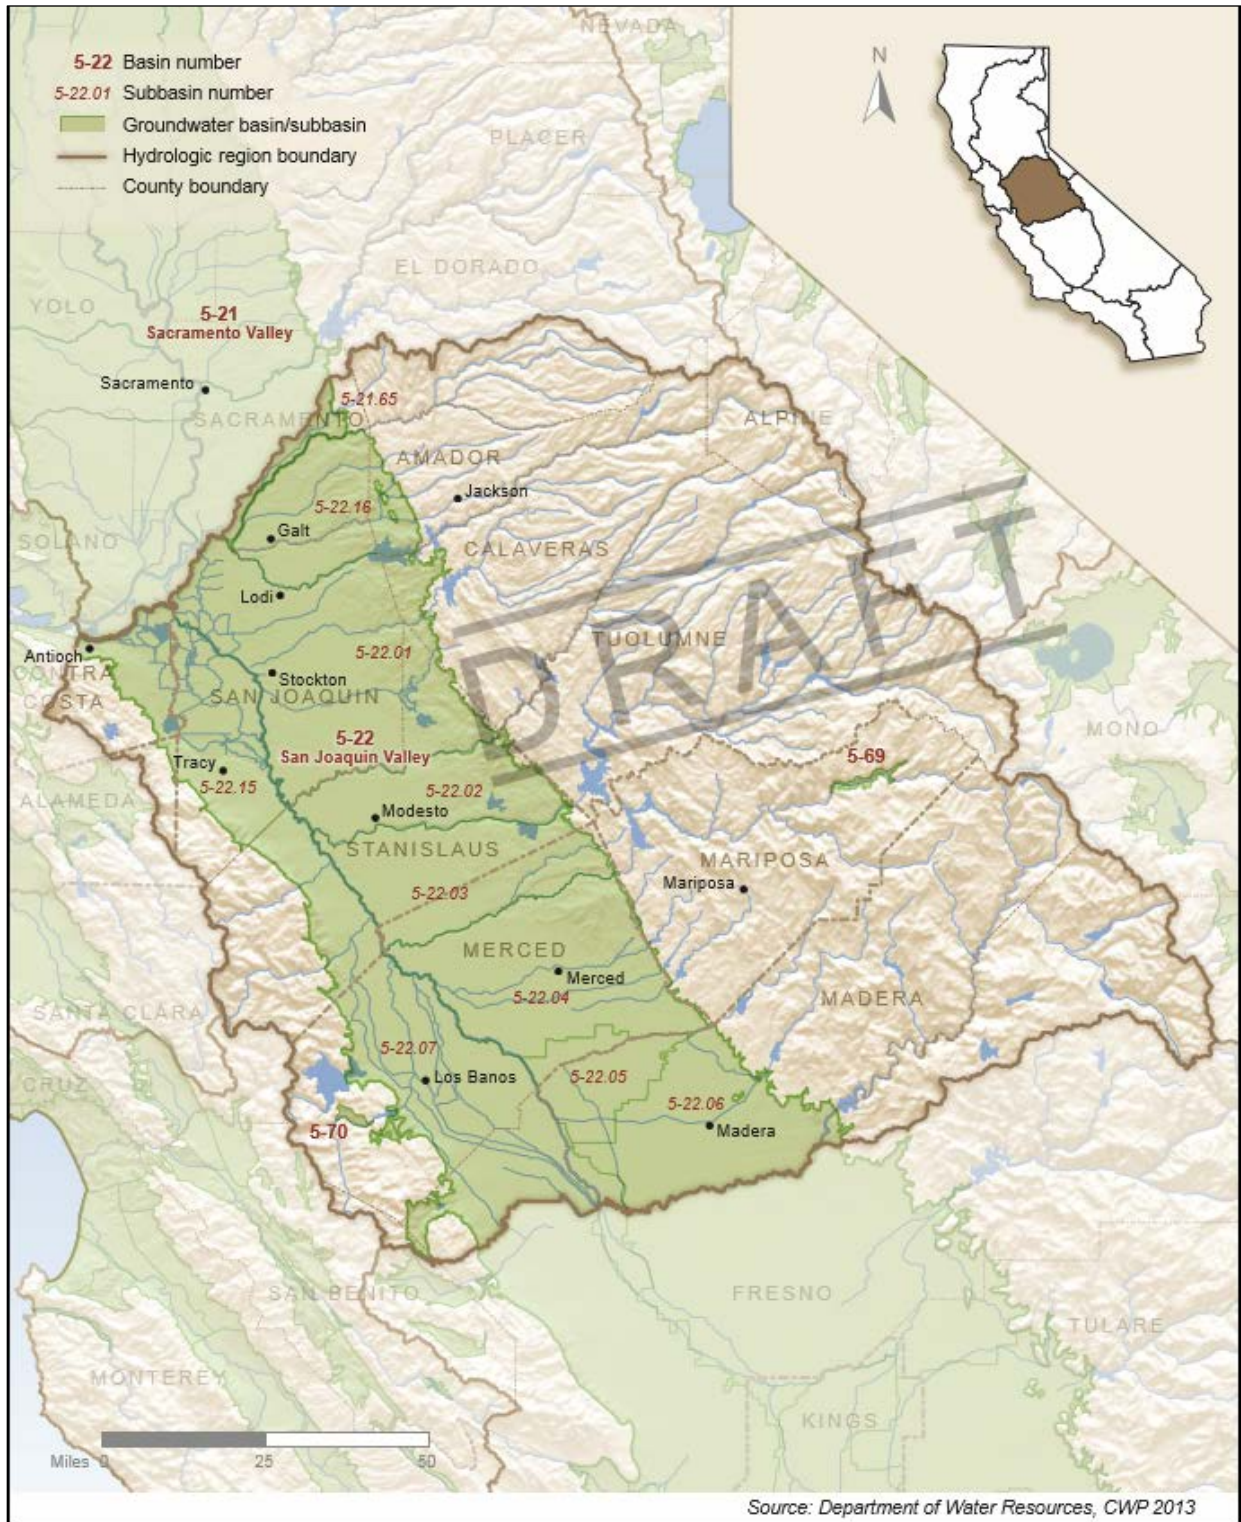 NEVADA
5-22 Basin number
5-22.01 Subbasin number
Groundwater basin/subbasin
Hydrologic region boundary
County boundary
N
PLACER
EL DORADO
YOLO
5-21
Sacramento Valley
Sacramento
SACRAMENTO
5-21.65
ALPINE
AMADOR
Jackson
5-22.16
Galt
SOLANO
CALAVERAS
Lodi
TUOLUMNE
DRAFT
Antioch
5-22.01
CONTRA
COSTA
Stockton
SAN JOAQUIN
MONO
5-22
San Joaquin Valley
5-69
Tracy
5-22.15
5-22.02
ALAMEDA
Modesto
STANISLAUS
MARIPOSA
Mariposa
5-22.03
MERCED
Merced
5-22.04
MADERA
SANTA CLARA
5-22.07
Los Banos
5-22.05
CRUZ
5-22.06
Madera
5-70
SAN BENITO
FRESNO
TULARE
MONTEREY
KINGS
Miles 0 25 50
Source: Department of Water Resources, CWP 2013